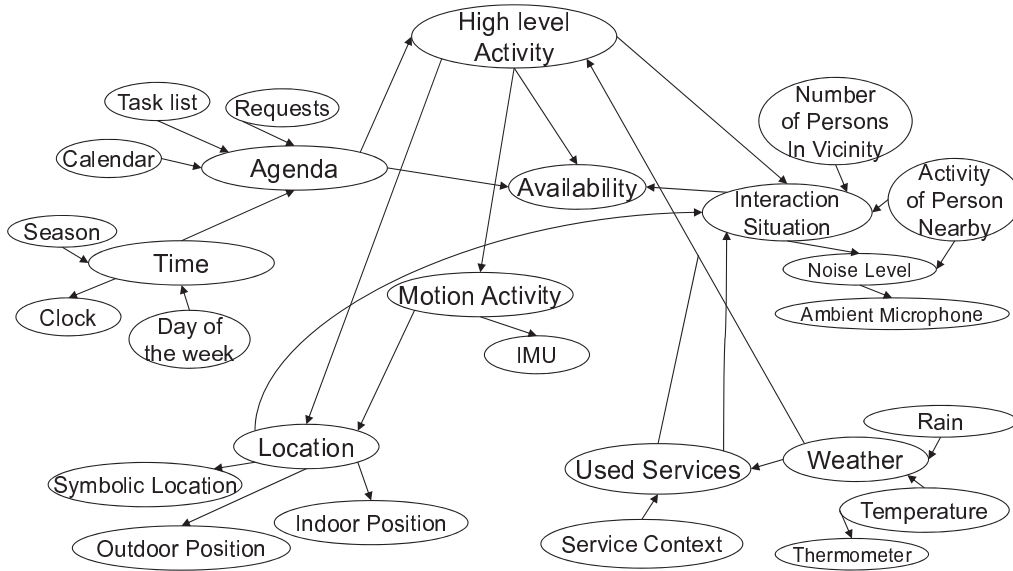 High level
Activity
Task list
Requests
Number
of Persons
In Vicinity
Calendar
Agenda
Availability
Activity
of Person
Nearby
Interaction
Situation
Season
Time
Noise Level
Motion Activity
Ambient Microphone
Clock
Day of
the week
IMU
Rain
Location
Used Services
Weather
Symbolic Location
Indoor Position
Temperature
Outdoor Position
Service Context
Thermometer